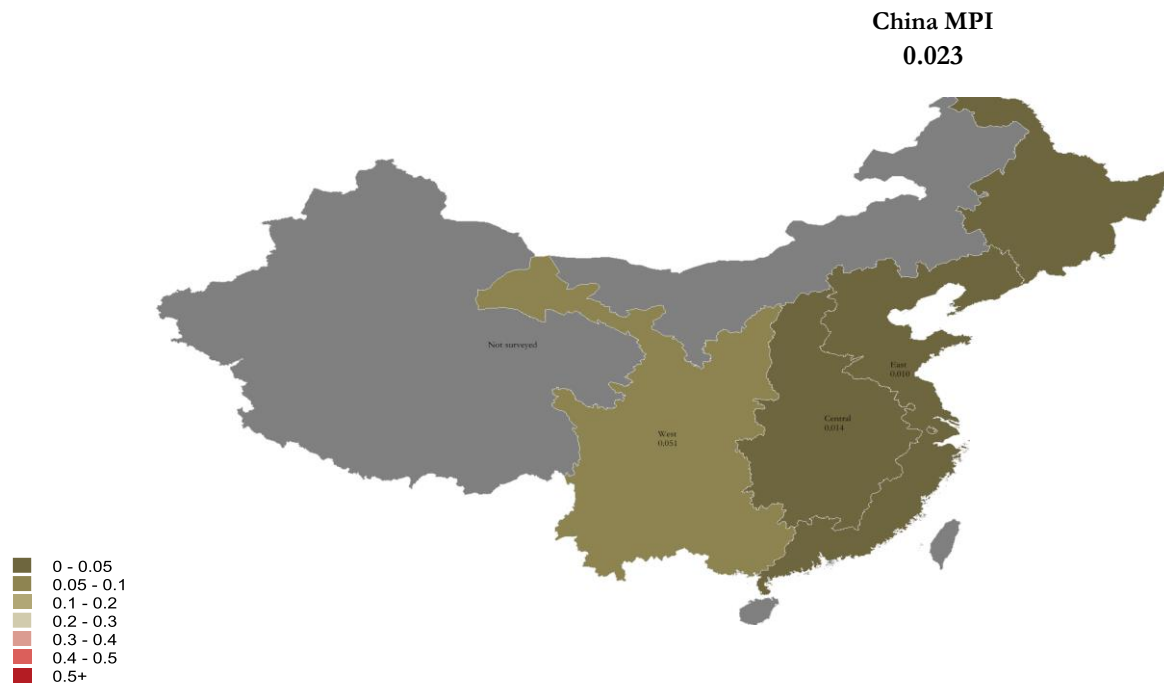 China MPI
0.023
Not surveyed
East
0.010
Central
0.014
West
0.051
0 - 0.05
0.05 - 0.1
0.1 - 0.2
0.2 - 0.3
0.3 - 0.4
0.4 - 0.5
0.5+